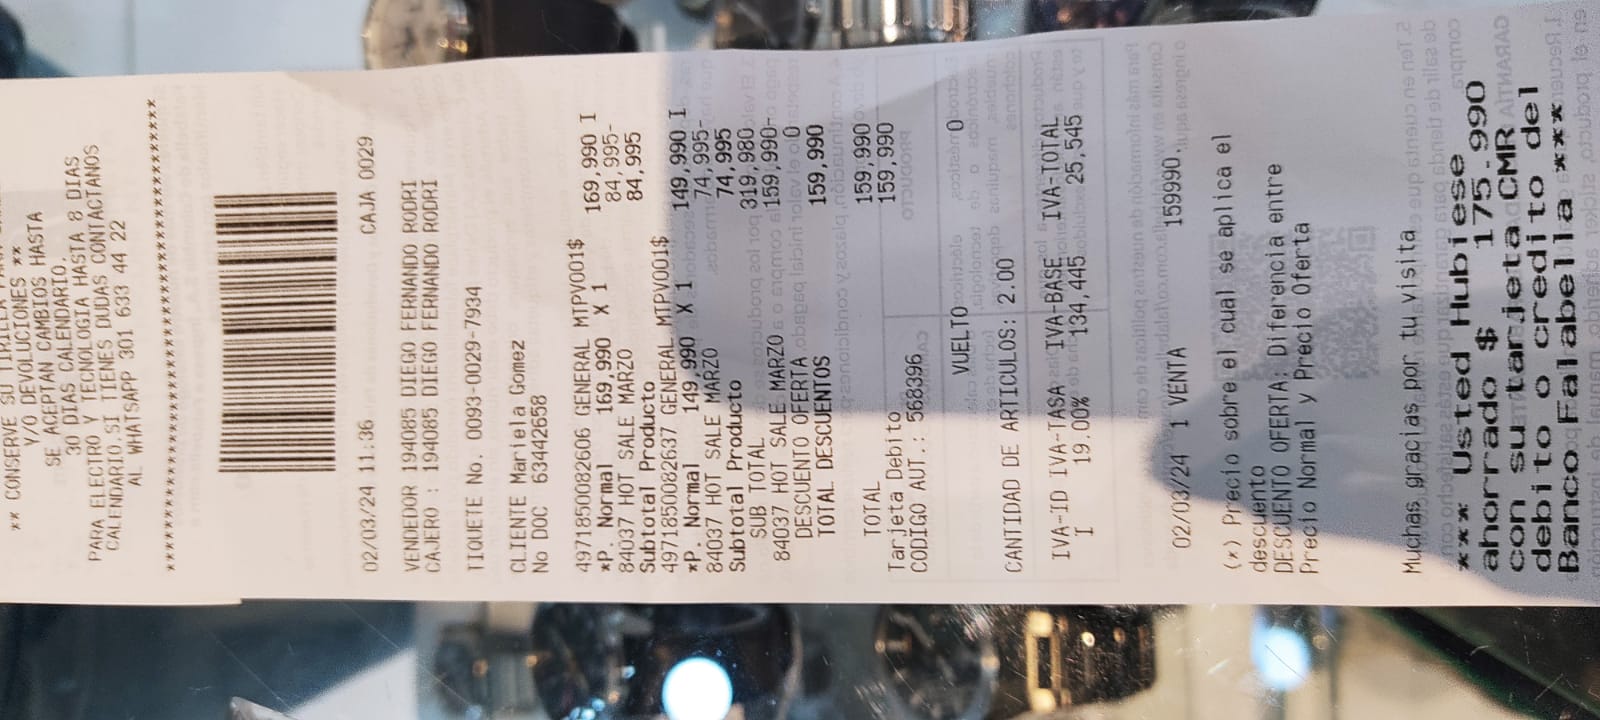 ** CONSERVE SU
Y/O DEVOLUCIONES **
SE ACEPTAN CAMBIOS HASTA
30 DIAS CALENDARIO.
PARA ELECTRO Y TECNOLOGIA HASTA 8 DIAS
CALENDARIO.SI TIENES DUDAS CONTACTANOS
AL WHATSAPP 301 633 44 22
****************************************
02/03/24 11:36 CAJA 0029
VENDEDOR 194085 DIEGO FERNANDO RODRI
CAJERO : 194085 DIEGO FERNANDO RODRI
TIQUETE No. 0093-0029-7934
CLIENTE Mariela Gomez
No DOC 63442658
4971850082606 GENERAL MTPV001$ 169,990 I
*P. Normal 169,990 X 1
84037 HOT SALE MARZO 84,995-
Subtotal Producto 84,995
4971850082637 GENERAL MTPV001$ 149,990 I
*P. Normal 149,990 X 1
84037 HOT SALE MARZO 74,995-
Subtotal Producto 74,995
SUB TOTAL 319,980
84037 HOT SALE MARZO 159,990-
DESCUENTO OFERTA 0
TOTAL DESCUENTOS 159,990
TOTAL 159,990
Tarjeta Debito 159,990
CODIGO AUT.: 568396
VUELTO 0
CANTIDAD DE ARTICULOS: 2.00
IVA-ID IVA-TASA IVA-BASE IVA-TOTAL
I 19.00% 134,445 25,545
02/03/24 1 VENTA 159990,
(*) Precio sobre el cual se aplica el
descuento
DESCUENTO OFERTA: Diferencia entre
Precio Normal y Precio Oferta
Muchas gracias por tu visita
*** Usted Hubiese
ahorrado $ 175.990
con su tarjeta CMR
debito o credito del
Banco Falabella ***